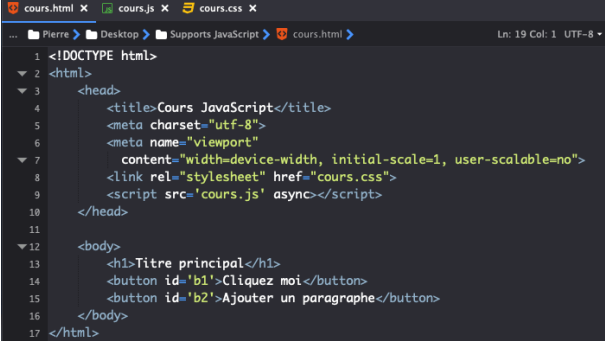 cours.html × cours.js × cours.css ×
... Pierre Desktop Supports JavaScript cours.html Ln: 19 Col: 1 UTF-8
1 <!DOCTYPE html>
2 <html>
3 <head>
4 <title>Cours JavaScript</title>
5 <meta charset="utf-8">
6 <meta name="viewport"
7 content="width=device-width, initial-scale=1, user-scalable=no">
8 <link rel="stylesheet" href="cours.css">
9 <script src='cours.js' async></script>
10 </head>
11
12 <body>
13 <h1>Titre principal</h1>
14 <button id='b1'>Cliquez moi</button>
15 <button id='b2'>Ajouter un paragraphe</button>
16 </body>
17 </html>